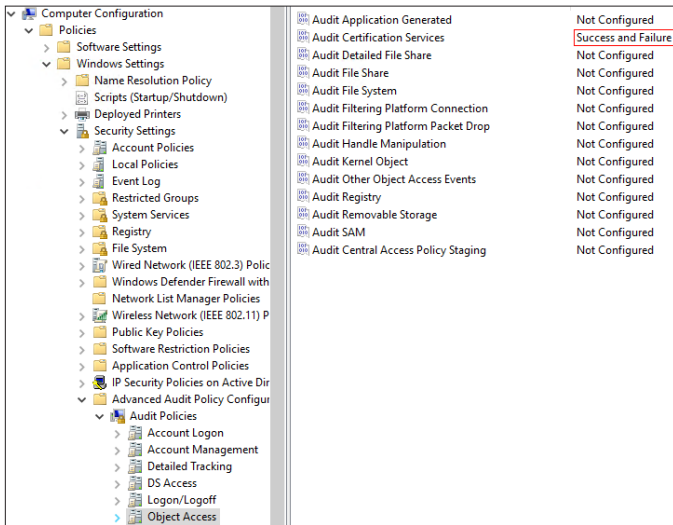 Computer Configuration
Policies
Software Settings
Windows Settings
Name Resolution Policy
Scripts (Startup/Shutdown)
Deployed Printers
Security Settings
Account Policies
Local Policies
Event Log
Restricted Groups
System Services
Registry
File System
Wired Network (IEEE 802.3) Polic
Windows Defender Firewall with
Network List Manager Policies
Wireless Network (IEEE 802.11) P
Public Key Policies
Software Restriction Policies
Application Control Policies
IP Security Policies on Active Dir
Advanced Audit Policy Configur
Audit Policies
Account Logon
Account Management
Detailed Tracking
DS Access
Logon/Logoff
Object Access
Audit Application Generated Not Configured
Audit Certification Services Success and Failure
Audit Detailed File Share Not Configured
Audit File Share Not Configured
Audit File System Not Configured
Audit Filtering Platform Connection Not Configured
Audit Filtering Platform Packet Drop Not Configured
Audit Handle Manipulation Not Configured
Audit Kernel Object Not Configured
Audit Other Object Access Events Not Configured
Audit Registry Not Configured
Audit Removable Storage Not Configured
Audit SAM Not Configured
Audit Central Access Policy Staging Not Configured